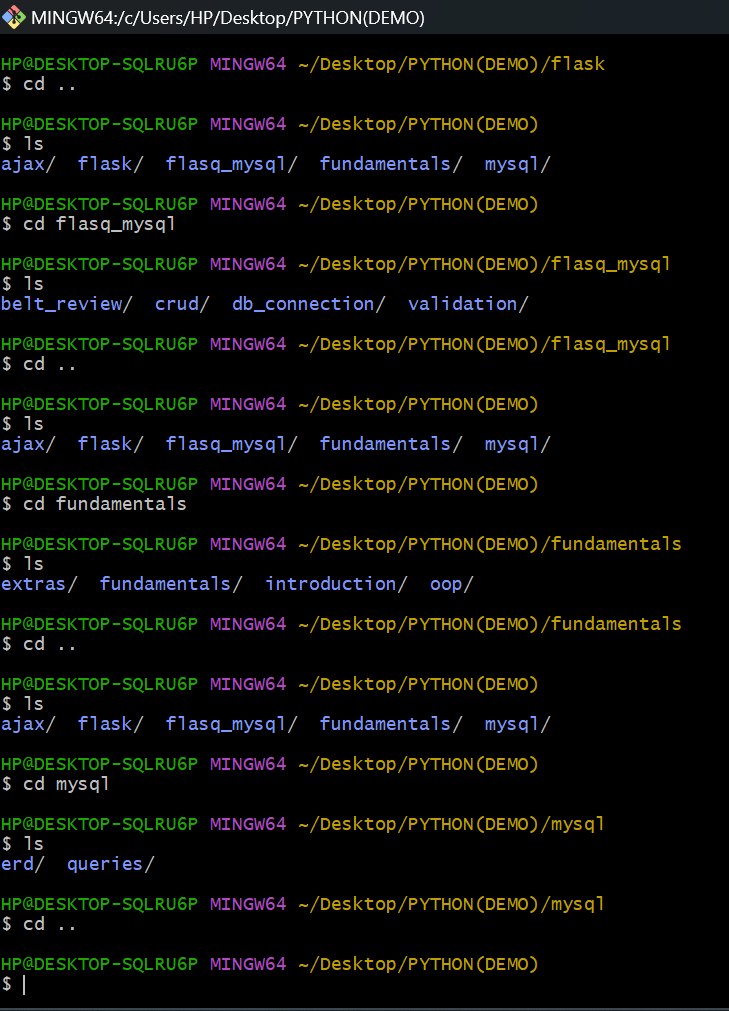 MINGW64:/c/Users/HP/Desktop/PYTHON(DEMO)
HP@DESKTOP-SQLRU6P MINGW64 ~/Desktop/PYTHON(DEMO)/flask
$ cd ..
HP@DESKTOP-SQLRU6P MINGW64 ~/Desktop/PYTHON(DEMO)
$ ls
ajax/  flask/  flasq_mysql/  fundamentals/  mysql/
HP@DESKTOP-SQLRU6P MINGW64 ~/Desktop/PYTHON(DEMO)
$ cd flasq_mysql
HP@DESKTOP-SQLRU6P MINGW64 ~/Desktop/PYTHON(DEMO)/flasq_mysql
$ ls
belt_review/  crud/  db_connection/  validation/
HP@DESKTOP-SQLRU6P MINGW64 ~/Desktop/PYTHON(DEMO)/flasq_mysql
$ cd ..
HP@DESKTOP-SQLRU6P MINGW64 ~/Desktop/PYTHON(DEMO)
$ ls
ajax/  flask/  flasq_mysql/  fundamentals/  mysql/
HP@DESKTOP-SQLRU6P MINGW64 ~/Desktop/PYTHON(DEMO)
$ cd fundamentals
HP@DESKTOP-SQLRU6P MINGW64 ~/Desktop/PYTHON(DEMO)/fundamentals
$ ls
extras/  fundamentals/  introduction/  oop/
HP@DESKTOP-SQLRU6P MINGW64 ~/Desktop/PYTHON(DEMO)/fundamentals
$ cd ..
HP@DESKTOP-SQLRU6P MINGW64 ~/Desktop/PYTHON(DEMO)
$ ls
ajax/  flask/  flasq_mysql/  fundamentals/  mysql/
HP@DESKTOP-SQLRU6P MINGW64 ~/Desktop/PYTHON(DEMO)
$ cd mysql
HP@DESKTOP-SQLRU6P MINGW64 ~/Desktop/PYTHON(DEMO)/mysql
$ ls
erd/  queries/
HP@DESKTOP-SQLRU6P MINGW64 ~/Desktop/PYTHON(DEMO)/mysql
$ cd ..
HP@DESKTOP-SQLRU6P MINGW64 ~/Desktop/PYTHON(DEMO)
$